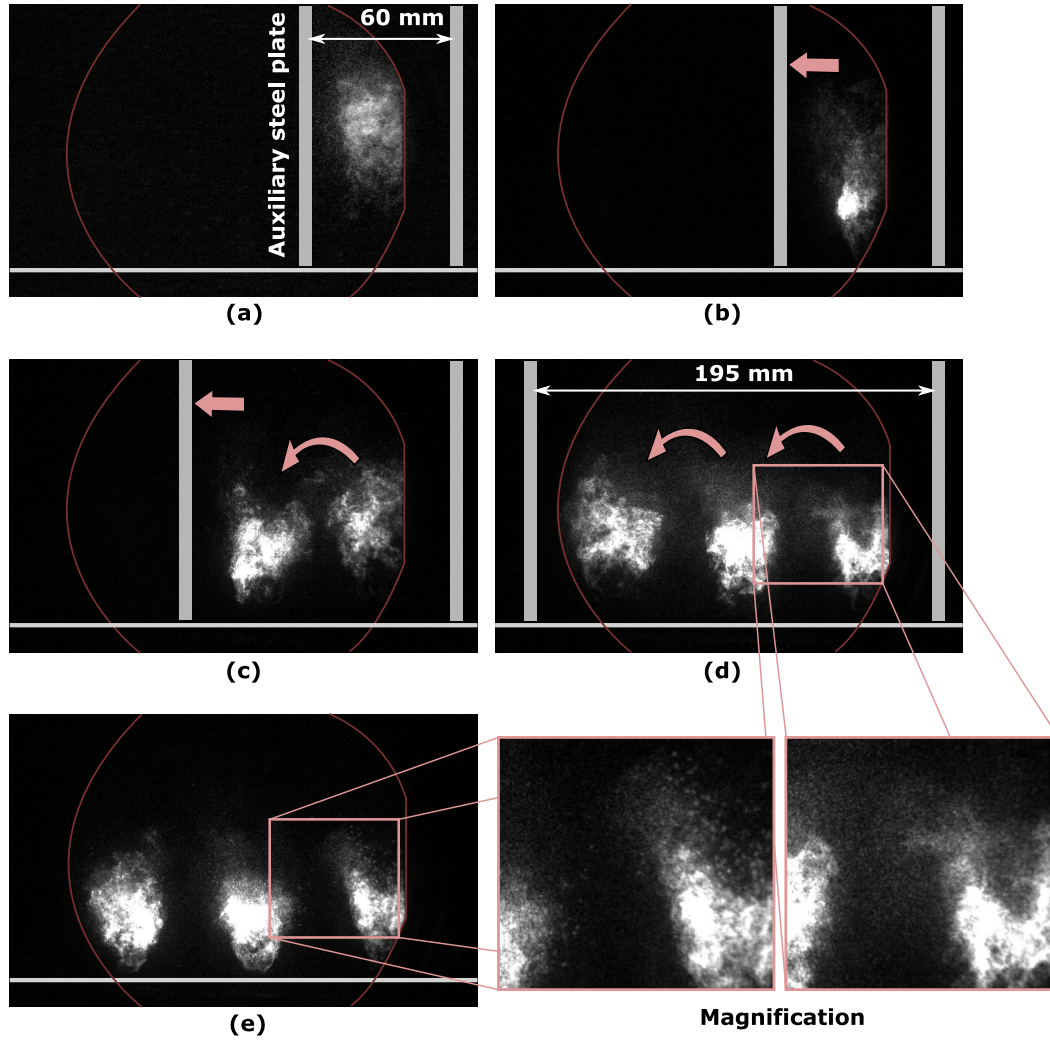 60 mm
Auxiliary steel plate
(a)
(b)
195 mm
(c)
(d)
(e)
Magnification